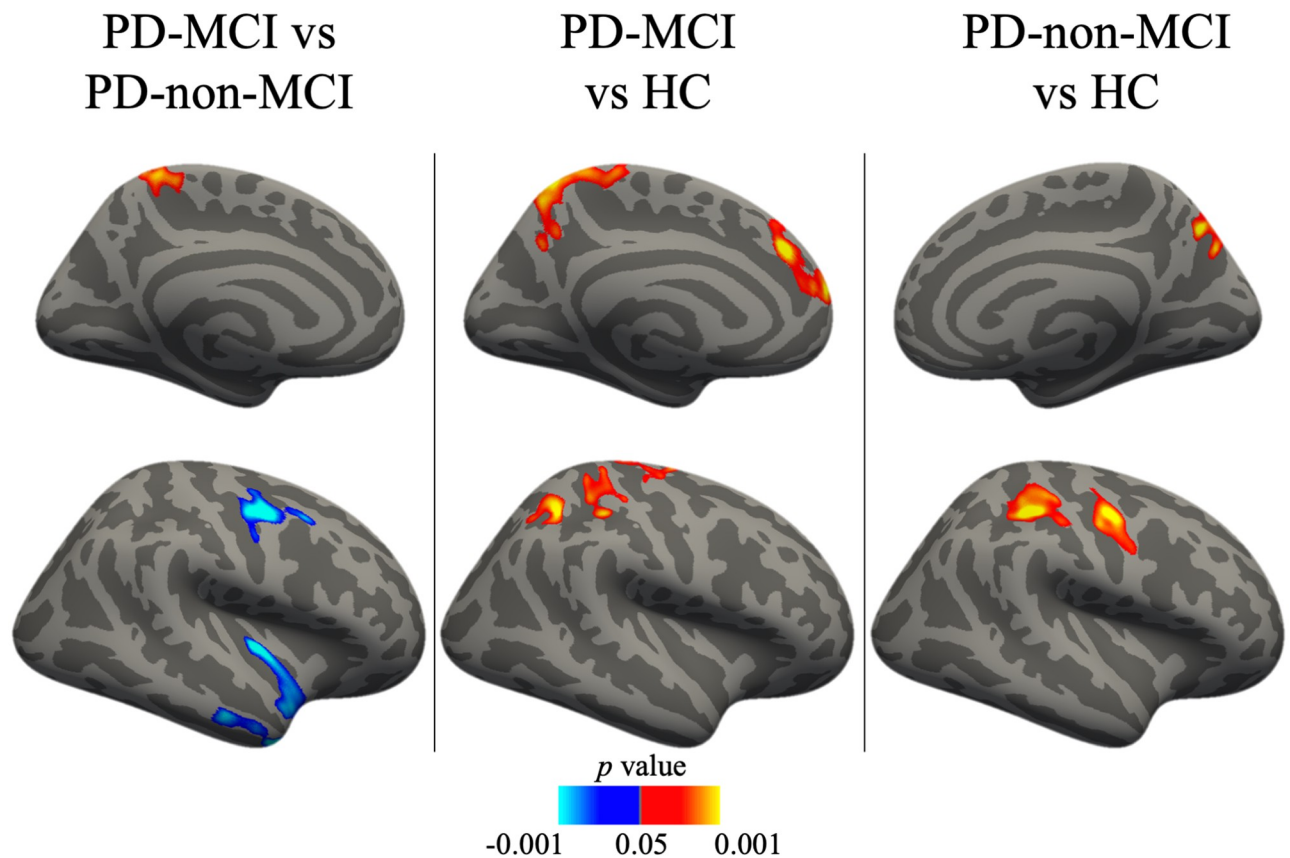 PD-MCI vs
PD-non-MCI
PD-MCI
vs HC
PD-non-MCI
vs HC
p value
-0.001 0.05 0.001